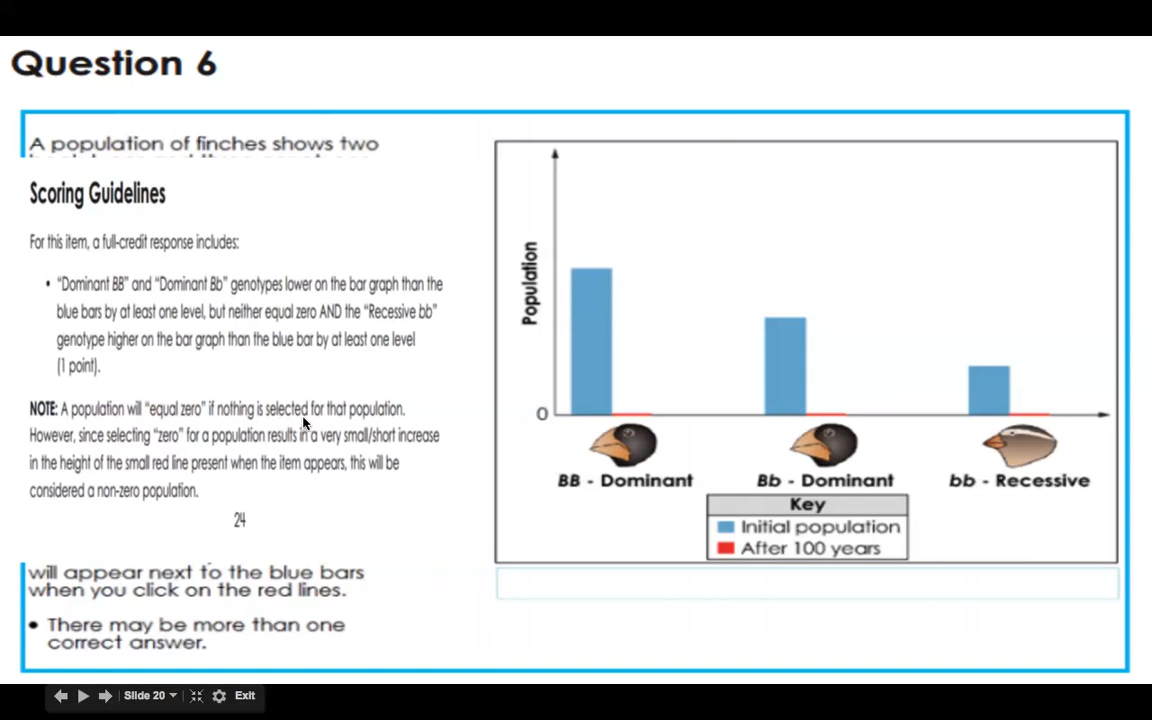 Question 6
A population of finches shows two
Scoring Guidelines
For this item, a full-credit response includes:
• “Dominant BB” and “Dominant Bb” genotypes lower on the bar graph than the
blue bars by at least one level, but neither equal zero AND the “Recessive bb”
genotype higher on the bar graph than the blue bar by at least one level
(1 point).
NOTE: A population will “equal zero” if nothing is selected for that population.
However, since selecting “zero” for a population results in a very small/short increase
in the height of the small red line present when the item appears, this will be
considered a non-zero population.
24
will appear next to the blue bars
when you click on the red lines.
• There may be more than one
correct answer.
Population
0
BB - Dominant
Bb - Dominant
bb - Recessive
Key
Initial population
After 100 years
Slide 20
Exit